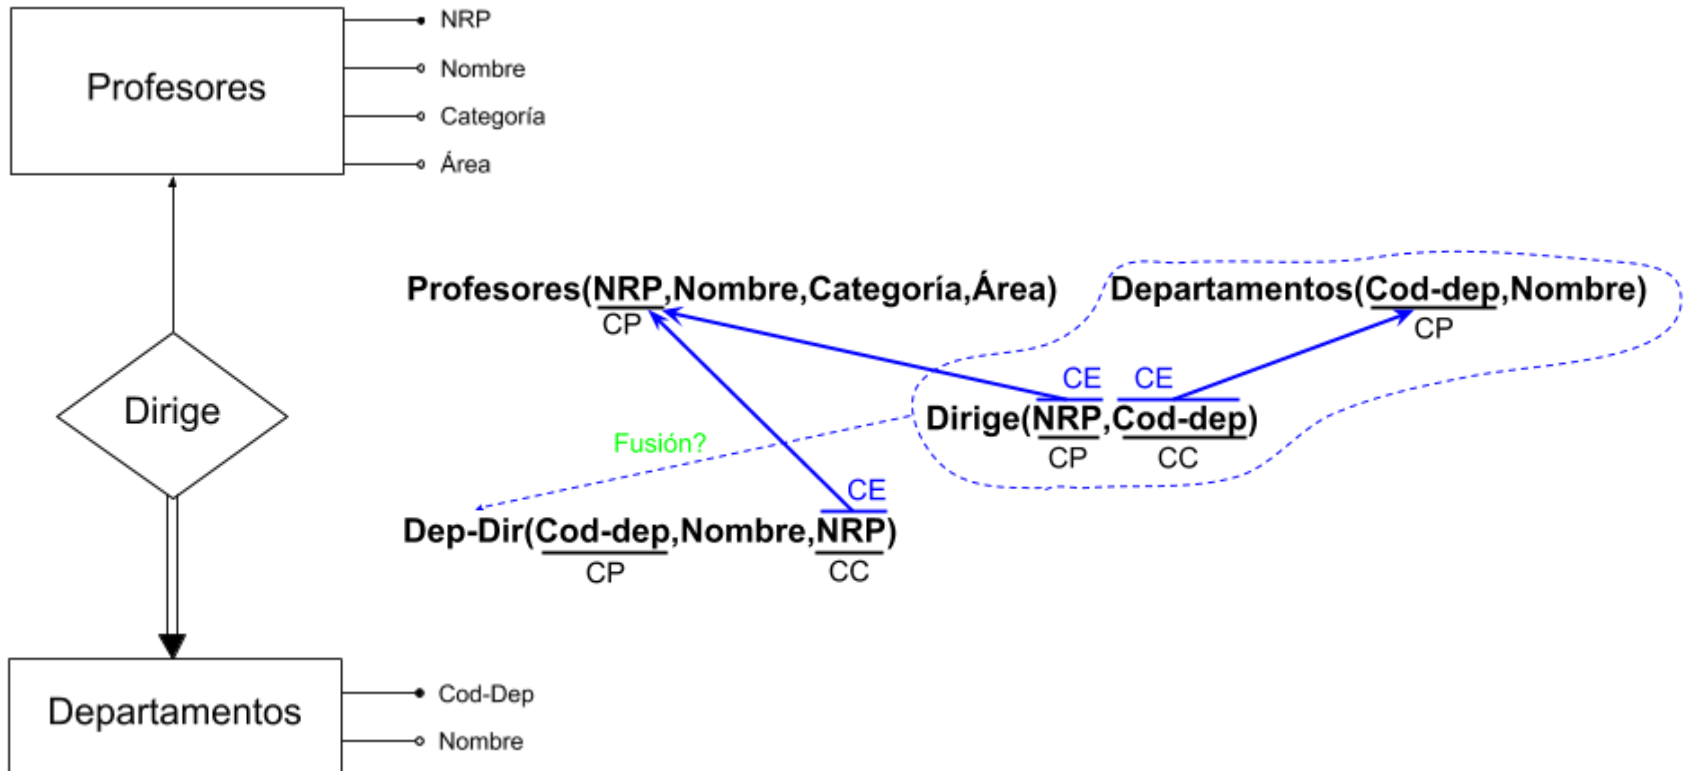 Profesores
NRP
Nombre
Categoría
Área
Dirige
Departamentos
Cod-Dep
Nombre
Profesores(NRP,Nombre,Categoría,Área)
CP
Departamentos(Cod-dep,Nombre)
CP
CE CE
Dirige(NRP,Cod-dep)
CP CC
Fusión?
CE
Dep-Dir(Cod-dep,Nombre,NRP)
CP CC